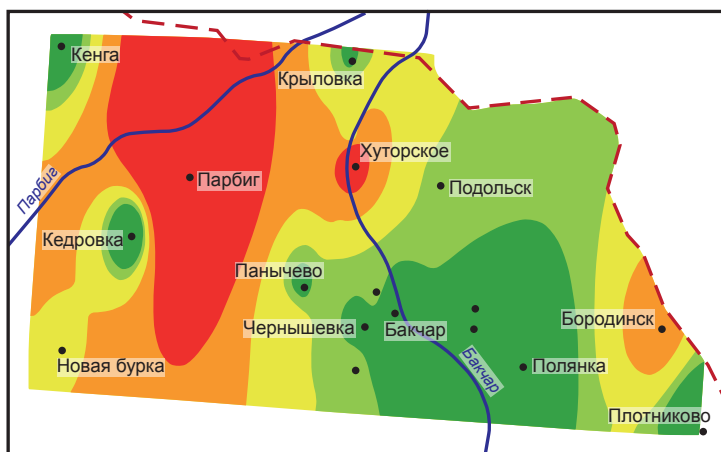 Кенга
Крыловка
Хуторское
Парбиг
Парбиг
Подольск
Кедровка
Панычево
Чернышевка
Бакчар
Бородинск
Бакчар
Новая бурка
Полянка
Плотниково